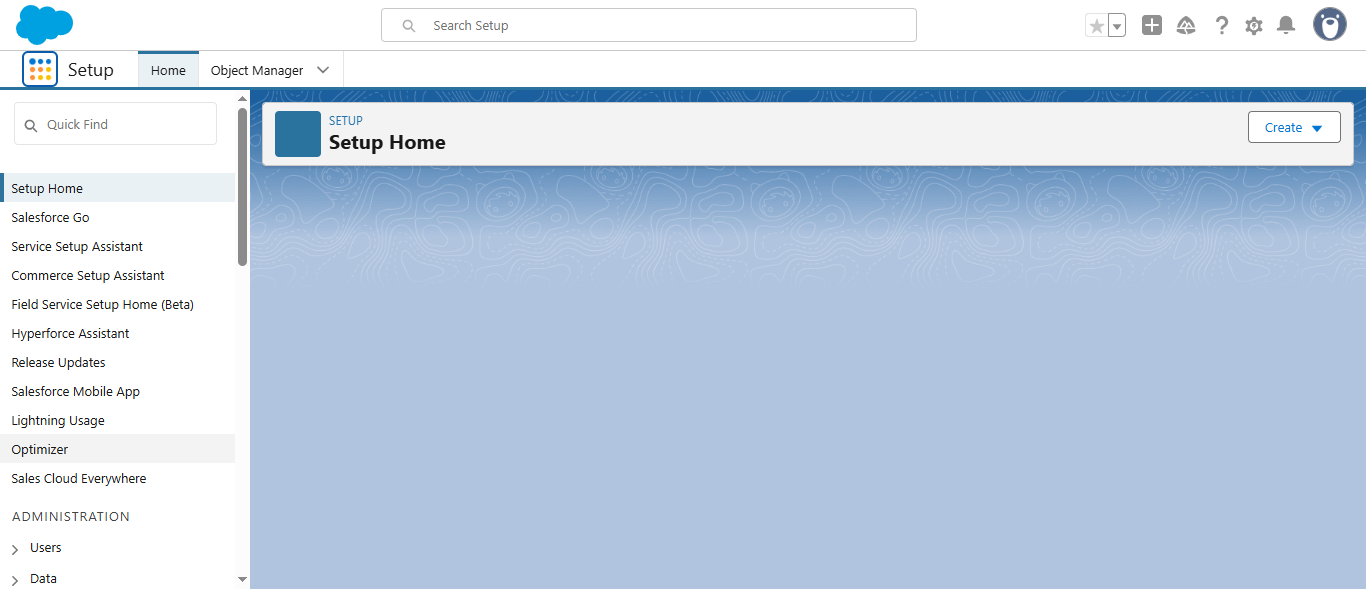 Search Setup
Setup
Home
Object Manager
Quick Find
Setup Home
Salesforce Go
Service Setup Assistant
Commerce Setup Assistant
Field Service Setup Home (Beta)
Hyperforce Assistant
Release Updates
Salesforce Mobile App
Lightning Usage
Optimizer
Sales Cloud Everywhere
ADMINISTRATION
Users
Data
SETUP
Setup Home
Create